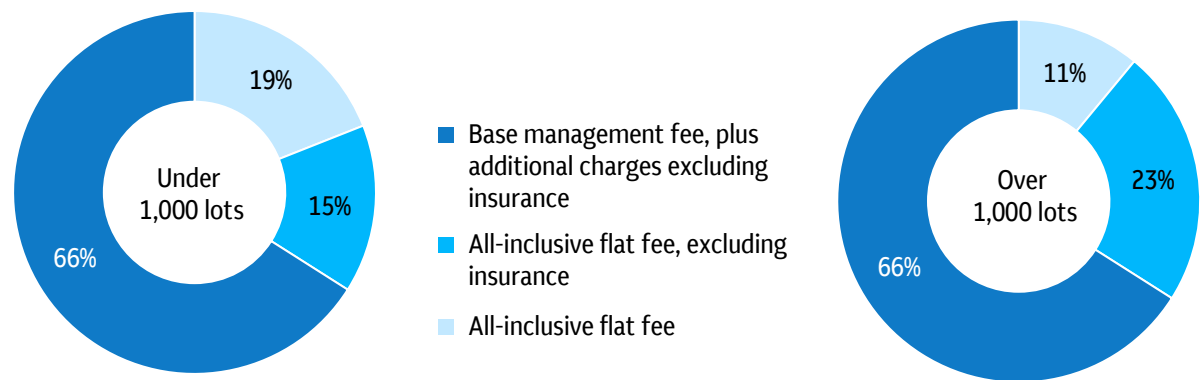 19%
15%
66%
Under
1,000 lots
Base management fee, plus
additional charges excluding
insurance
All-inclusive flat fee, excluding
insurance
All-inclusive flat fee
11%
23%
66%
Over
1,000 lots